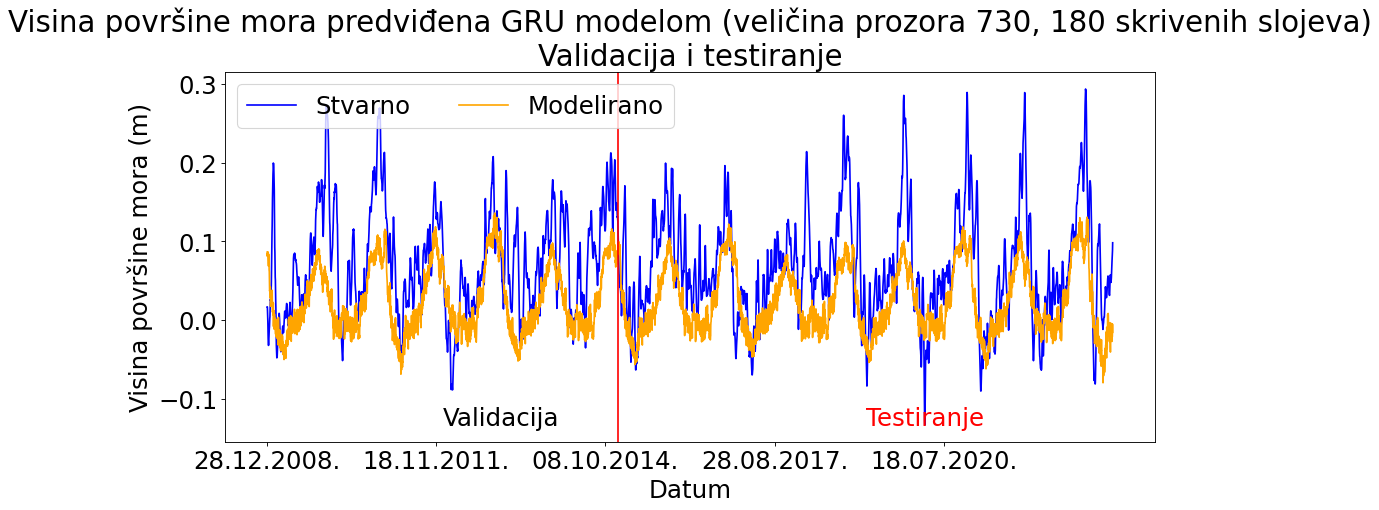 Visina površine mora predviđena GRU modelom (veličina prozora 730, 180 skrivenih slojeva)
Validacija i testiranje
Stvarno Modelirano
Visina površine mora (m)
0.3
0.2
0.1
0.0
−0.1
Validacija
Testiranje
28.12.2008. 18.11.2011. 08.10.2014. 28.08.2017. 18.07.2020.
Datum